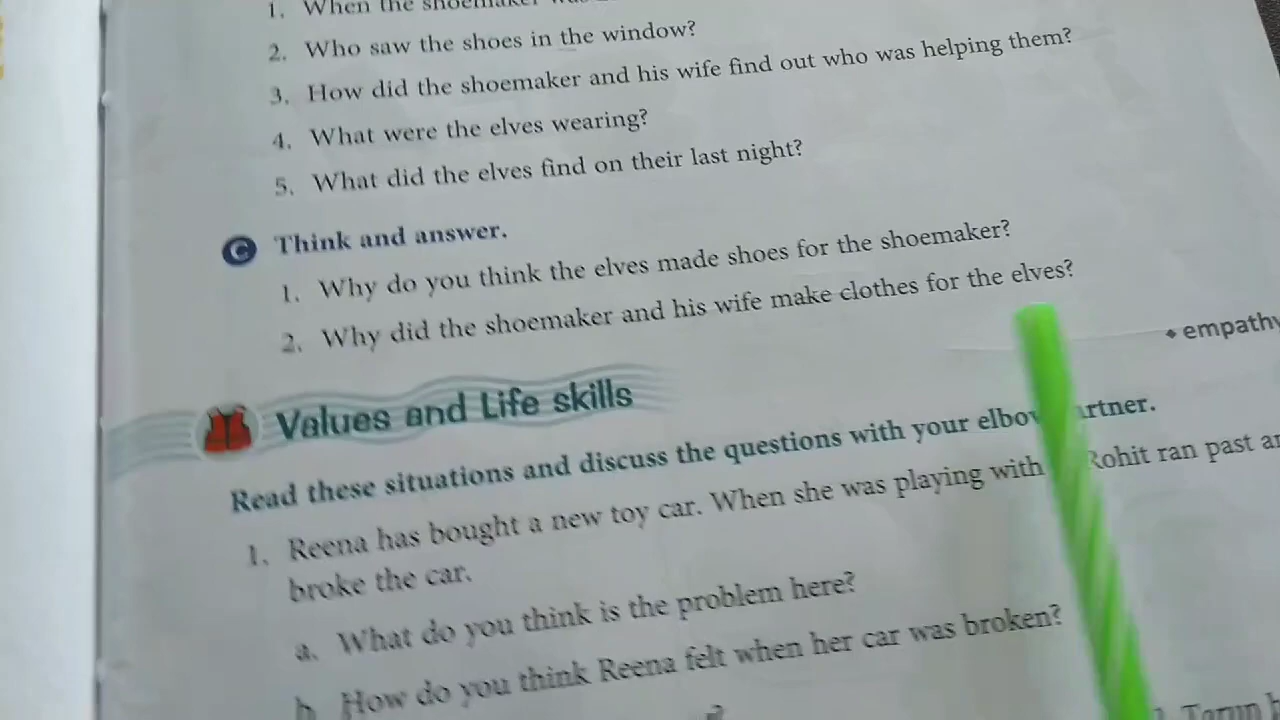 1. When the shoemaker
2. Who saw the shoes in the window?
3. How did the shoemaker and his wife find out who was helping them?
4. What were the elves wearing?
5. What did the elves find on their last night?
C Think and answer.
1. Why do you think the elves made shoes for the shoemaker?
2. Why did the shoemaker and his wife make clothes for the elves?
empathy
Values and Life skills
Read these situations and discuss the questions with your elbow
1. Reena has bought a new toy car. When she was playing with Rohit ran past
broke the car.
a. What do you think is the problem here?
b How do you think Reena felt when her car was broken?